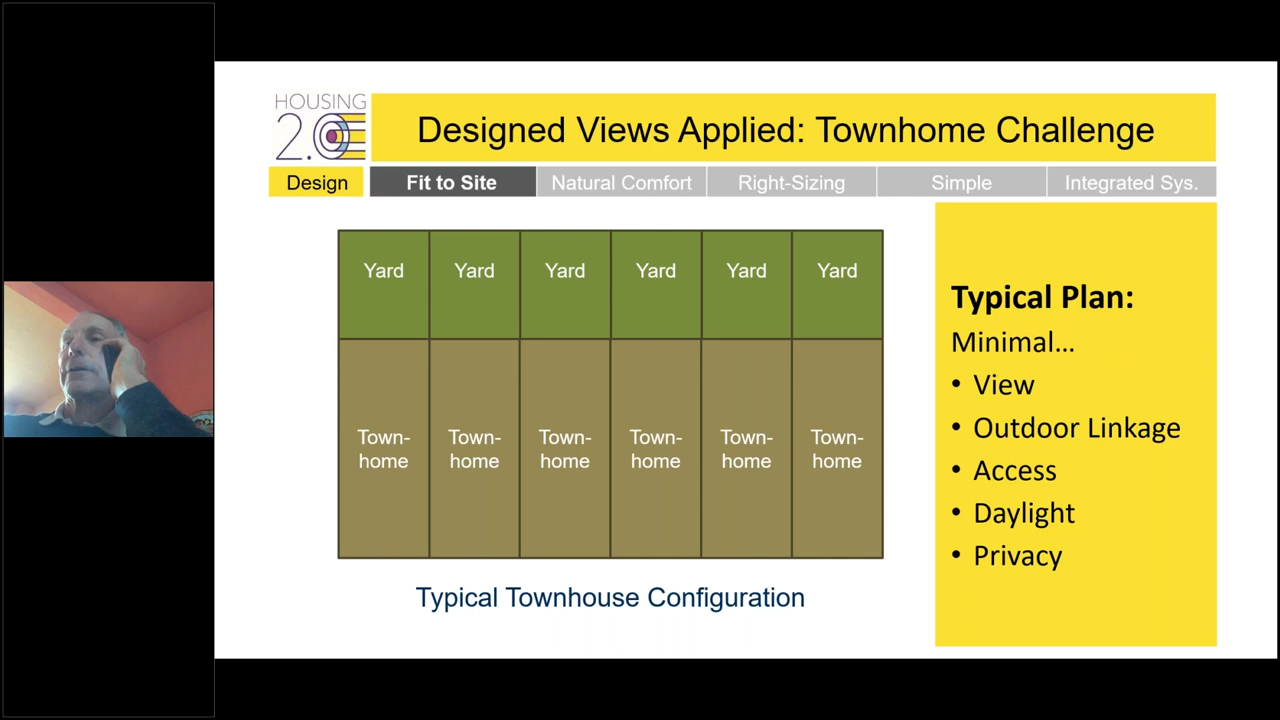 HOUSING
2.0
Designed Views Applied: Townhome Challenge
Design
Fit to Site
Natural Comfort
Right-Sizing
Simple
Integrated Sys.
Yard
Yard
Yard
Yard
Yard
Yard
Town-
home
Town-
home
Town-
home
Town-
home
Town-
home
Town-
home
Typical Townhouse Configuration
Typical Plan:
Minimal...
• View
• Outdoor Linkage
• Access
• Daylight
• Privacy